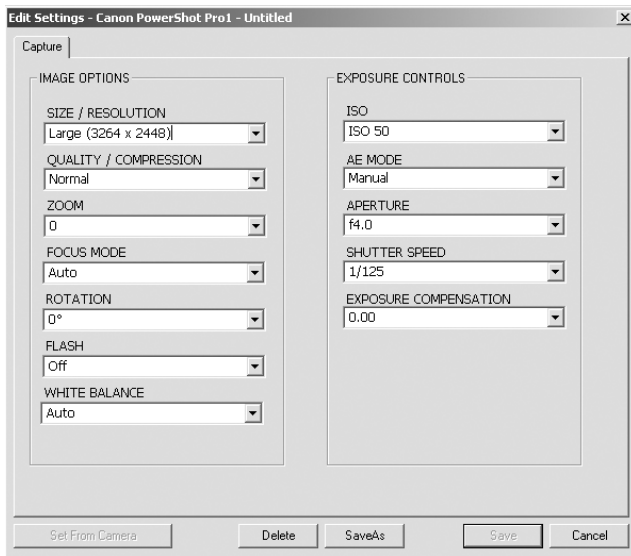 Edit Settings - Canon PowerShot Pro1 - Untitled
Capture
IMAGE OPTIONS
SIZE / RESOLUTION
Large (3264 x 2448)
QUALITY / COMPRESSION
Normal
ZOOM
0
FOCUS MODE
Auto
ROTATION
0°
FLASH
Off
WHITE BALANCE
Auto
EXPOSURE CONTROLS
ISO
ISO 50
AE MODE
Manual
APERTURE
f4.0
SHUTTER SPEED
1/125
EXPOSURE COMPENSATION
0.00
Set From Camera
Delete
SaveAs
Save
Cancel